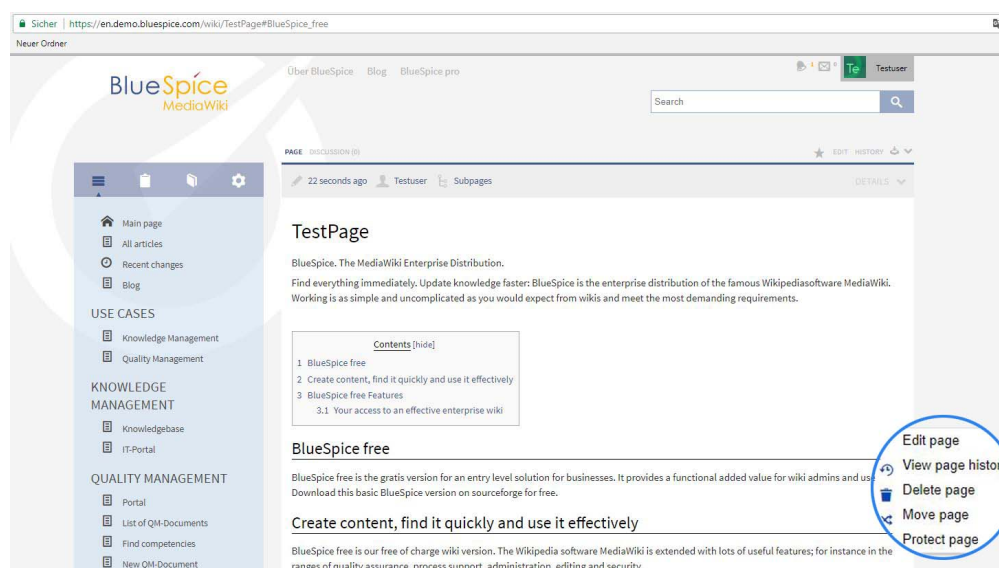 Sicher | https://en.demo.bluespice.com/wiki/TestPage#BlueSpice_free
Neuer Ordner
BlueSpice
MediaWiki
Über BlueSpice Blog BlueSpice pro
Te Testuser
Search
PAGE DISCUSSION (0)
EDIT HISTORY
22 seconds ago Testuser Subpages
DETAILS
Main page
All articles
Recent changes
Blog
USE CASES
Knowledge Management
Quality Management
KNOWLEDGE
MANAGEMENT
Knowledgebase
IT-Portal
QUALITY MANAGEMENT
Portal
List of QM-Documents
Find competencies
New QM-Document
TestPage
BlueSpice. The MediaWiki Enterprise Distribution.
Find everything immediately. Update knowledge faster: BlueSpice is the enterprise distribution of the famous Wikipediasoftware MediaWiki.
Working is as simple and uncomplicated as you would expect from wikis and meet the most demanding requirements.
Contents [hide]
1 BlueSpice free
2 Create content, find it quickly and use it effectively
3 BlueSpice free Features
3.1 Your access to an effective enterprise wiki
BlueSpice free
BlueSpice free is the gratis version for an entry level solution for businesses. It provides a functional added value for wiki admins and use
Download this basic BlueSpice version on sourceforge for free.
Create content, find it quickly and use it effectively
BlueSpice free is our free of charge wiki version. The Wikipedia software MediaWiki is extended with lots of useful features; for instance in the
ranges of quality assurance, process support, administration, editing and security.
Edit page
View page histor
Delete page
Move page
Protect page